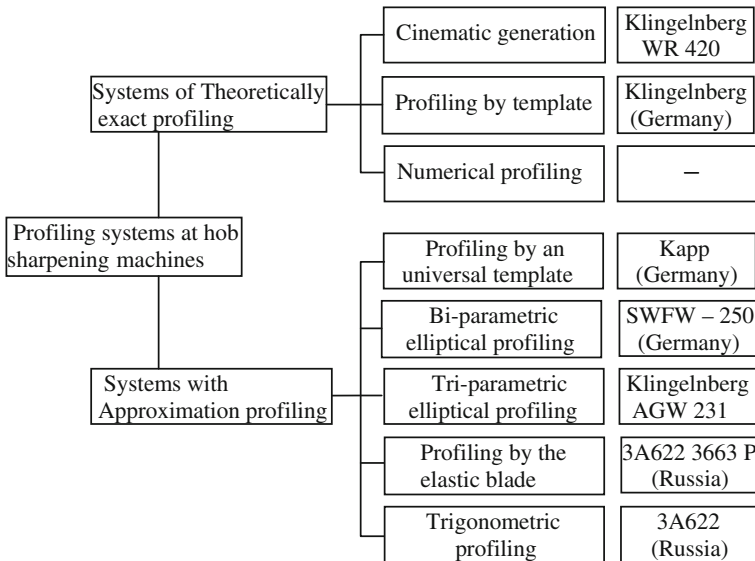 Cinematic generation
Klingelnberg
WR 420
Systems of Theoretically
exact profiling
Profiling by template
Klingelnberg
(Germany)
Numerical profiling
–
Profiling systems at hob
sharpening machines
Profiling by an
universal template
Kapp
(Germany)
Bi-parametric
elliptical profiling
SWFW – 250
(Germany)
Systems with
Approximation profiling
Tri-parametric
elliptical profiling
Klingelnberg
AGW 231
Profiling by the
elastic blade
3A622 3663 P
(Russia)
Trigonometric
profiling
3A622
(Russia)